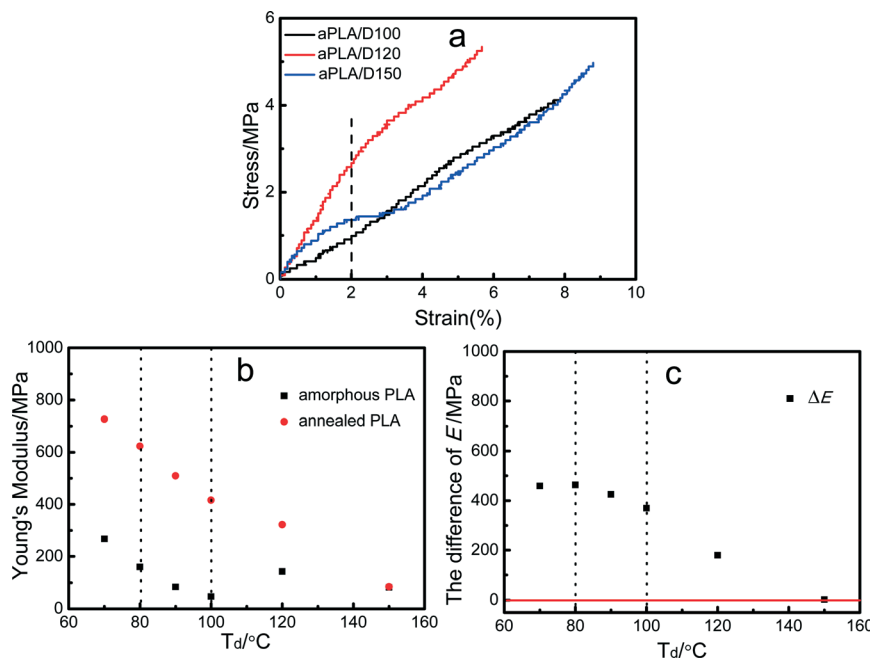 a
aPLA/D100
aPLA/D120
aPLA/D150
Stress/MPa
6
4
2
0
0 2 4 6 8 10
Strain(%)
b
amorphous PLA
annealed PLA
Young's Modulus/MPa
1000
800
600
400
200
0
60 80 100 120 140 160
Td/°C
c
ΔE
The difference of E/MPa
1000
800
600
400
200
0
60 80 100 120 140 160
Td/°C